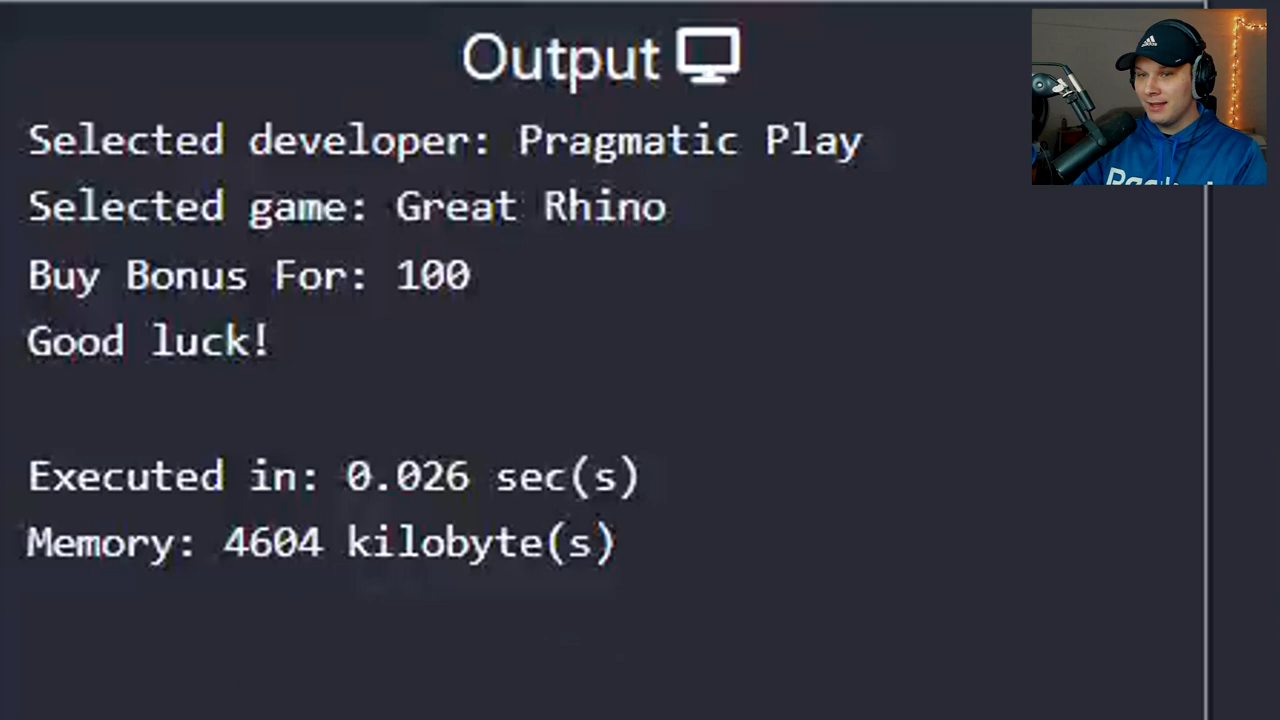 Output
Selected developer: Pragmatic Play
Selected game: Great Rhino
Buy Bonus For: 100
Good luck!
Executed in: 0.026 sec(s)
Memory: 4604 kilobyte(s)